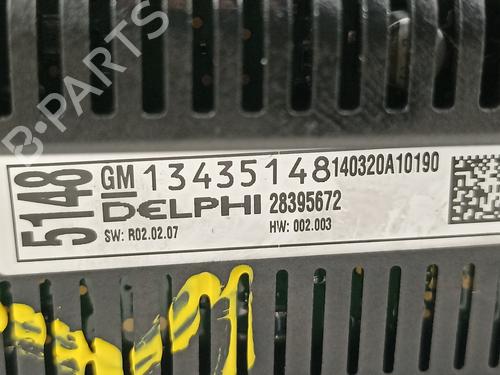 B-PARTS
5148
GM 13435148 140320A10190
DELPHI 28395672
SW: R02.02.07 HW: 002.003